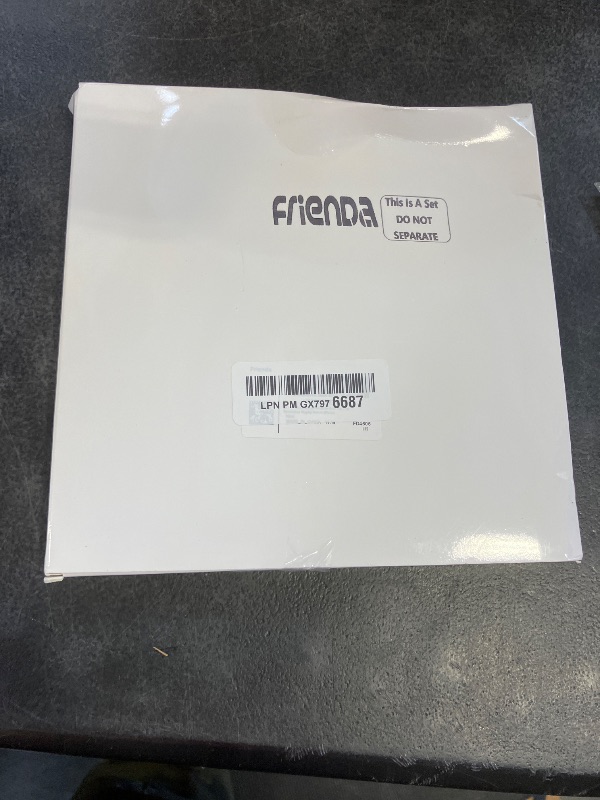 FrienDa
This Is A Set
DO NOT
SEPARATE
LPN PM GX797 6687